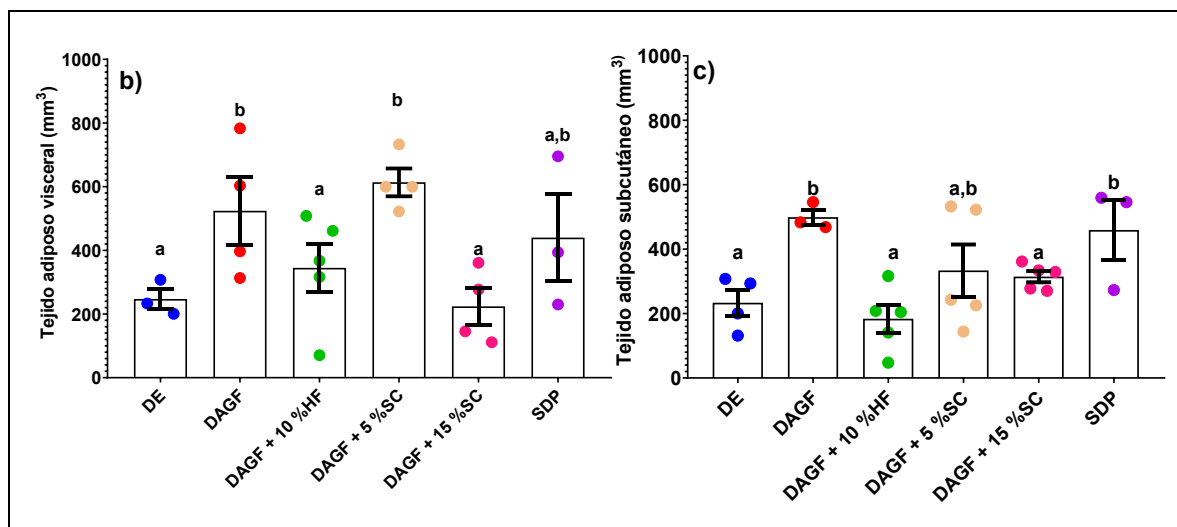 b)
Tejido adiposo visceral (mm³)
1000
800
600
400
200
0
a
b
a
b
a
a,b
DE
DAGF
DAGF + 10 %HF
DAGF + 5 %SC
DAGF + 15 %SC
SDP
c)
Tejido adiposo subcutáneo (mm³)
1000
800
600
400
200
0
a
b
a
a,b
a
b
DE
DAGF
DAGF + 10 %HF
DAGF + 5 %SC
DAGF + 15 %SC
SDP